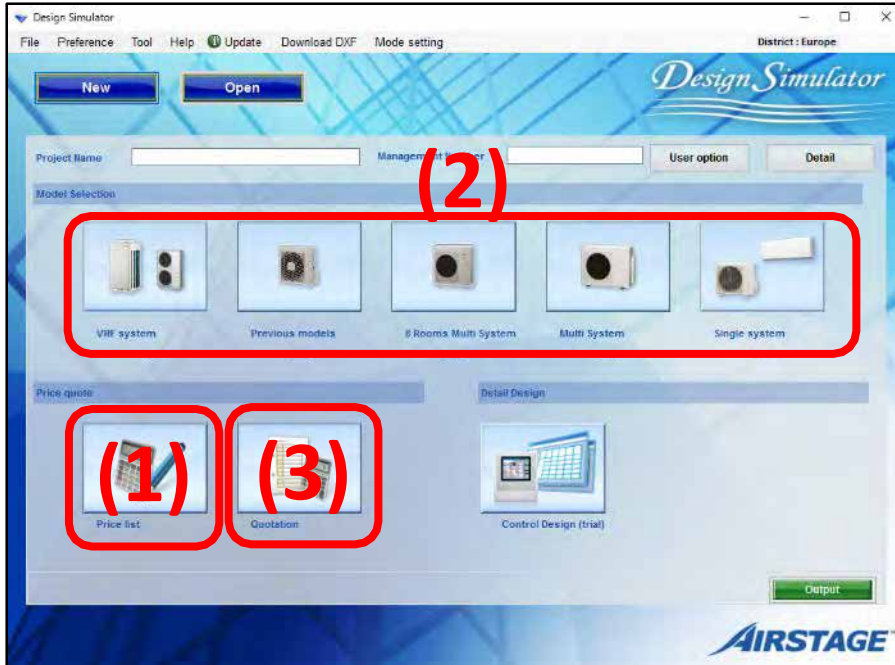 Design Simulator
File Preference Tool Help Update Download DXF Mode setting District : Europe
New Open Design Simulator
Project Name Management Number User option Detail
(2)
Model Selection
VRF system Previous models 8 Rooms Multi System Multi System Single system
Price quote Detail Design
(1) (3)
Price list Quotation Control Design (trial)
Output
AIRSTAGE